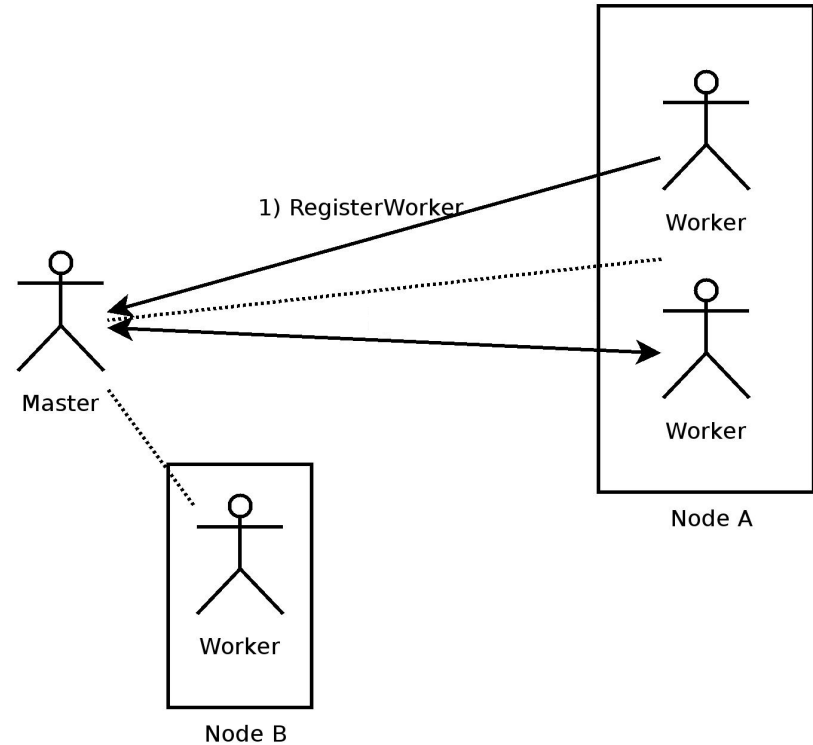 1) RegisterWorker
Worker
Master
Worker
Node A
Worker
Node B